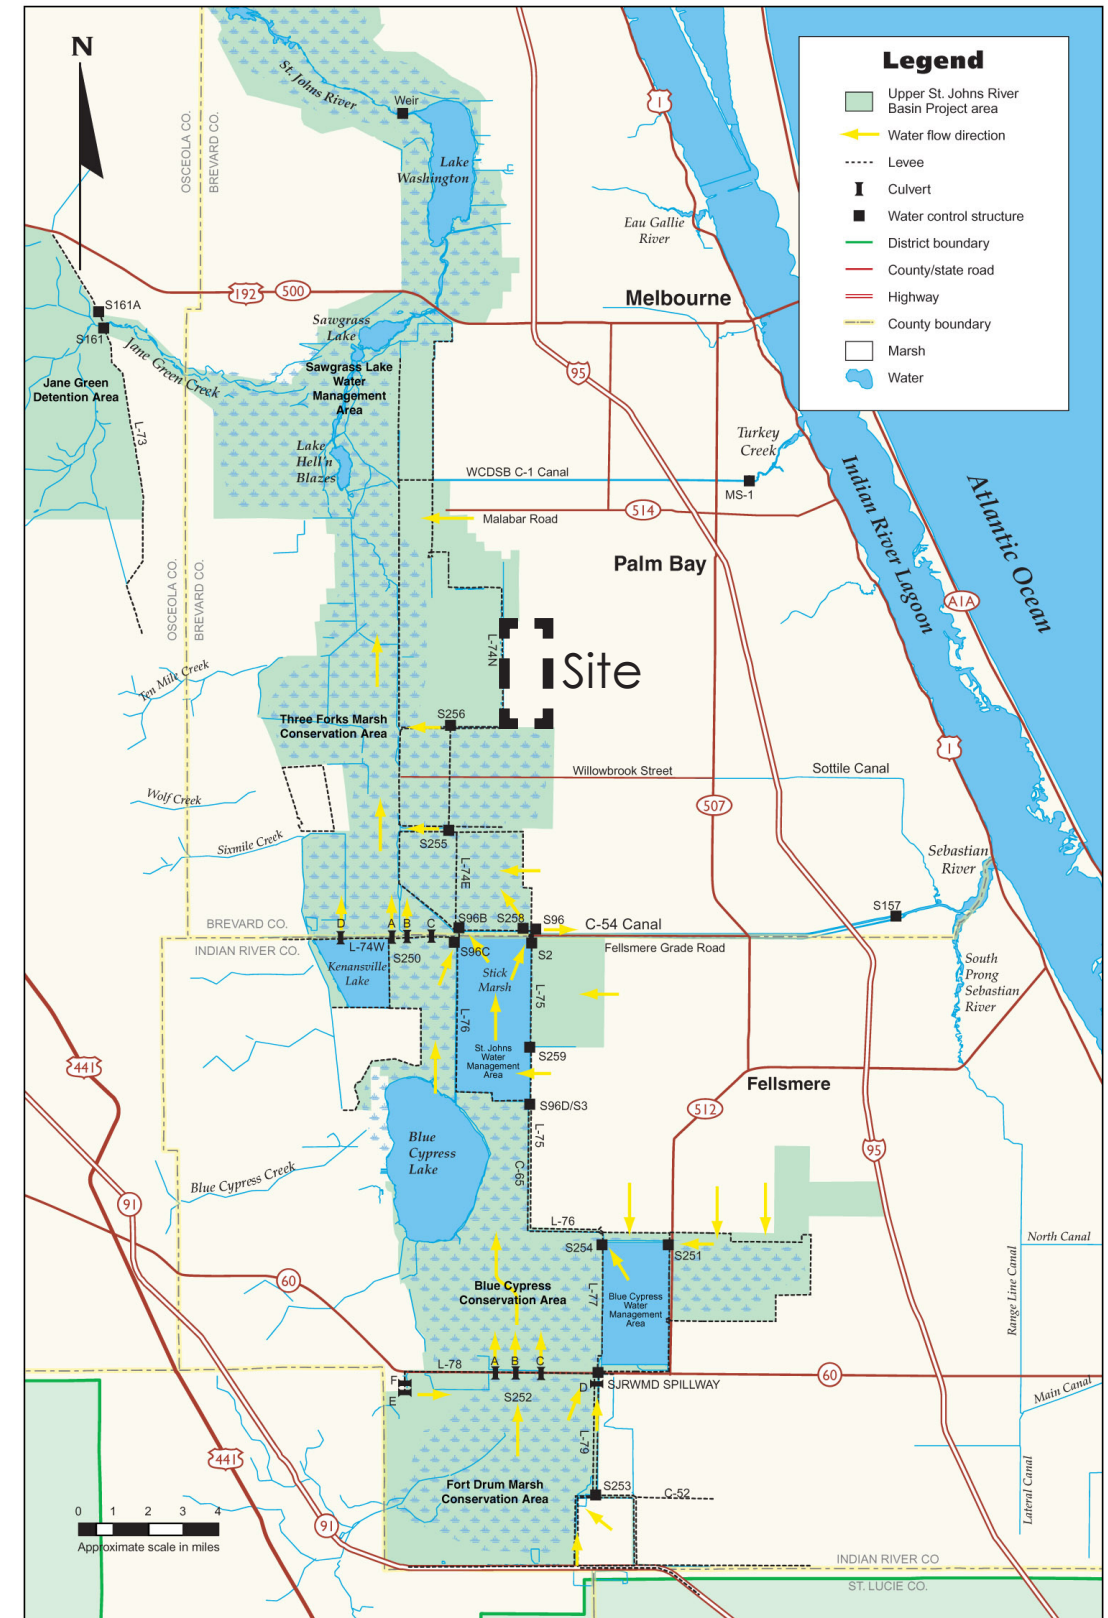 N
Legend
Upper St. Johns River
Basin Project area
Water flow direction
Levee
Culvert
Water control structure
District boundary
County/state road
Highway
County boundary
Marsh
Water
St. Johns River
Weir
Lake
Washington
OSCEOLA CO.
BREVARD CO.
1
Eau Gallie
River
Melbourne
192
500
S161A
S161
Jane Green Creek
Jane Green
Detention Area
L-73
Sawgrass
Lake
Sawgrass Lake
Water
Management
Area
Lake
Hell'n
Blazes
95
Turkey
Creek
WCDSB C-1 Canal
MS-1
514
Malabar Road
Palm Bay
Indian River Lagoon
Atlantic Ocean
A1A
OSCEOLA CO.
BREVARD CO.
L-74N
Site
Ten Mile Creek
Three Forks Marsh
Conservation Area
S256
Willowbrook Street
Sottile Canal
1
507
Wolf Creek
Sixmile Creek
S255
L-74E
Sebastian
River
S157
BREVARD CO.
INDIAN RIVER CO.
D
A
B
C
S96B
S258
S96
C-54 Canal
L-74W
S250
S96C
S2
Fellsmere Grade Road
Kenansville
Lake
Stick
Marsh
L-75
L-76
South
Prong
Sebastian
River
St. Johns
Water
Management
Area
S259
441
Fellsmere
S96D/S3
512
L-75
Blue
Cypress
Lake
C-65
95
Blue Cypress Creek
91
L-76
S254
S251
North Canal
Range Line Canal
60
Blue Cypress
Conservation Area
L-77
Blue Cypress
Water
Management
Area
L-78
A
B
C
60
F
E
S252
D
SJRWMD SPILLWAY
Main Canal
L-79
441
Fort Drum Marsh
Conservation Area
S253
C-52
Lateral Canal
91
0 1 2 3 4
Approximate scale in miles
INDIAN RIVER CO
ST. LUCIE CO.